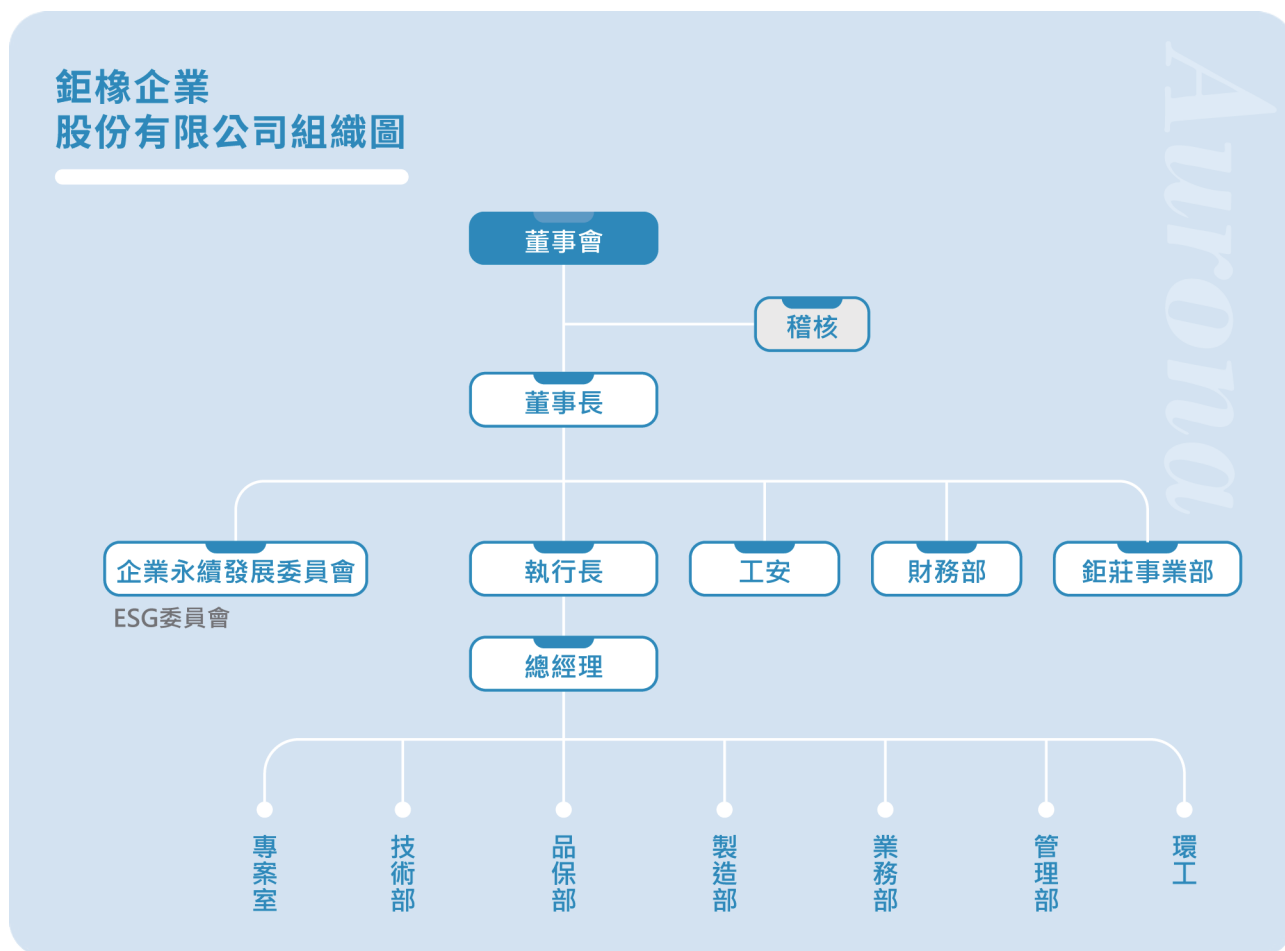 鉅橡企業
股份有限公司組織圖
Aurona
董事會
稽核
董事長
企業永續發展委員會
執行長
工安
財務部
鉅莊事業部
ESG委員會
總經理
專案室
技術部
品保部
製造部
業務部
管理部
環工